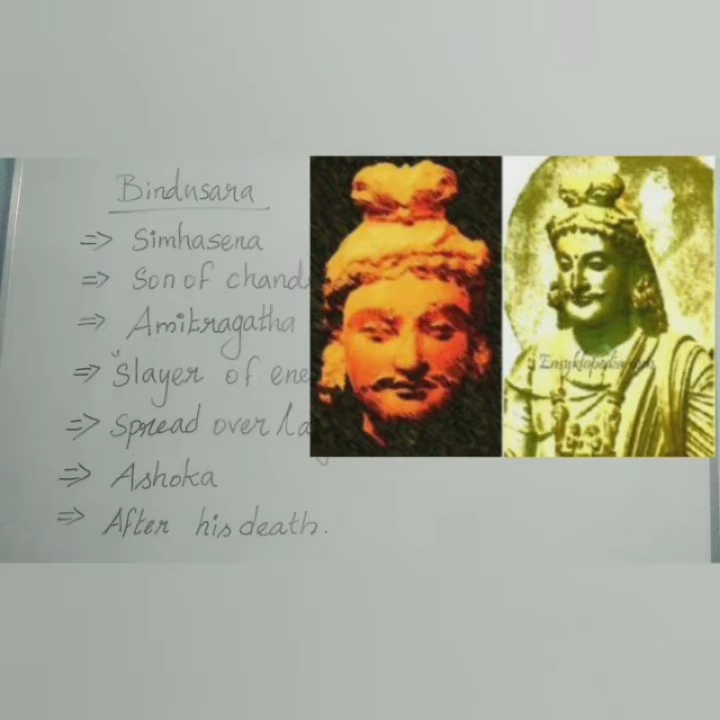 Bindusara
=> Simhasena
=> Son of chand
=> Amitragatha
=> "Slayer of ene
=> Spread over la
=> Ashoka
=> After his death.